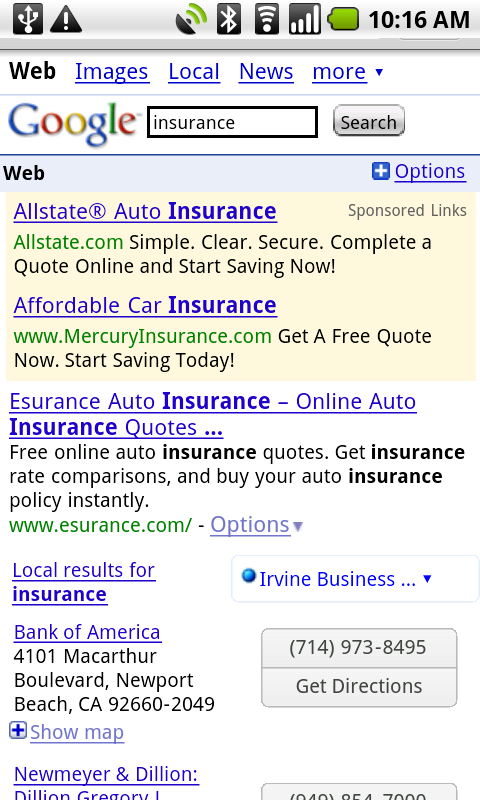 10:16 AM
Web Images Local News more ▼
Google™ insurance Search
Web Options
Allstate® Auto Insurance Sponsored Links
Allstate.com Simple. Clear. Secure. Complete a
Quote Online and Start Saving Now!
Affordable Car Insurance
www.MercuryInsurance.com Get A Free Quote
Now. Start Saving Today!
Esurance Auto Insurance – Online Auto
Insurance Quotes ...
Free online auto insurance quotes. Get insurance
rate comparisons, and buy your auto insurance
policy instantly.
www.esurance.com/ - Options▼
Local results for
insurance
Irvine Business ... ▼
Bank of America
4101 Macarthur
Boulevard, Newport
Beach, CA 92660-2049
Show map
(714) 973-8495
Get Directions
Newmeyer & Dillion:
Dillion Gregory L
(949) 854-7000